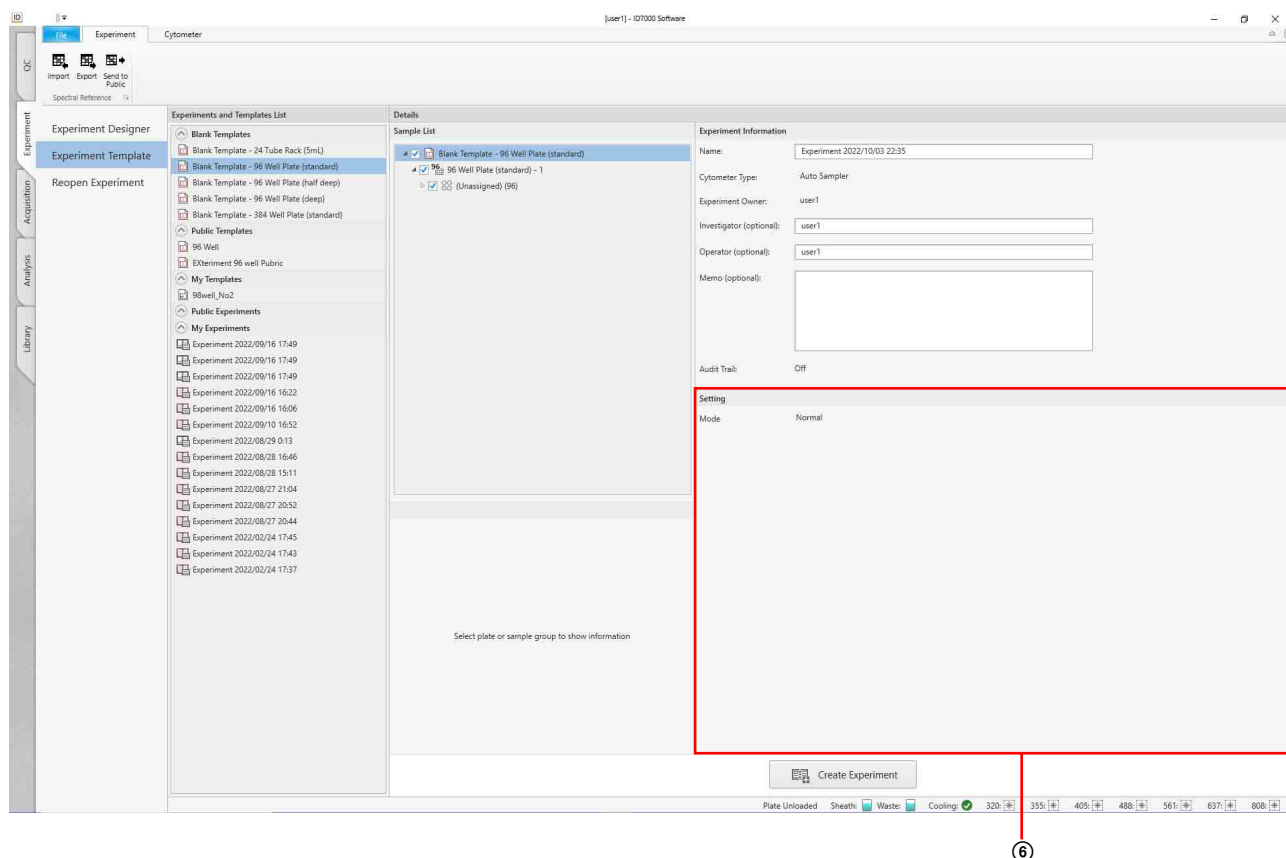 ID
[user1] - ID7000 Software
File Experiment Cytometer
Import Export Send to Public
Spectral Reference
QC
Experiment
Acquisition
Analysis
Library
Experiment Designer
Experiment Template
Reopen Experiment
Experiments and Templates List
Blank Templates
Blank Template - 24 Tube Rack (5mL)
Blank Template - 96 Well Plate (standard)
Blank Template - 96 Well Plate (half deep)
Blank Template - 96 Well Plate (deep)
Blank Template - 384 Well Plate (standard)
Public Templates
96 Well
EXteriment 96 well Pubric
My Templates
98well_No2
Public Experiments
My Experiments
Experiment 2022/09/16 17:49
Experiment 2022/09/16 17:49
Experiment 2022/09/16 17:49
Experiment 2022/09/16 16:22
Experiment 2022/09/16 16:06
Experiment 2022/09/10 16:52
Experiment 2022/08/29 0:13
Experiment 2022/08/28 16:46
Experiment 2022/08/28 15:11
Experiment 2022/08/27 21:04
Experiment 2022/08/27 20:52
Experiment 2022/08/27 20:44
Experiment 2022/02/24 17:45
Experiment 2022/02/24 17:43
Experiment 2022/02/24 17:37
Details
Sample List
Blank Template - 96 Well Plate (standard)
96 96 Well Plate (standard) - 1
(Unassigned) (96)
Select plate or sample group to show information
Experiment Information
Name: Experiment 2022/10/03 22:35
Cytometer Type: Auto Sampler
Experiment Owner: user1
Investigator (optional): user1
Operator (optional): user1
Memo (optional):
Audit Trail: Off
Setting
Mode Normal
Create Experiment
Plate Unloaded Sheath: Waste: Cooling: 320: 355: 405: 488: 561: 637: 808:
⑥